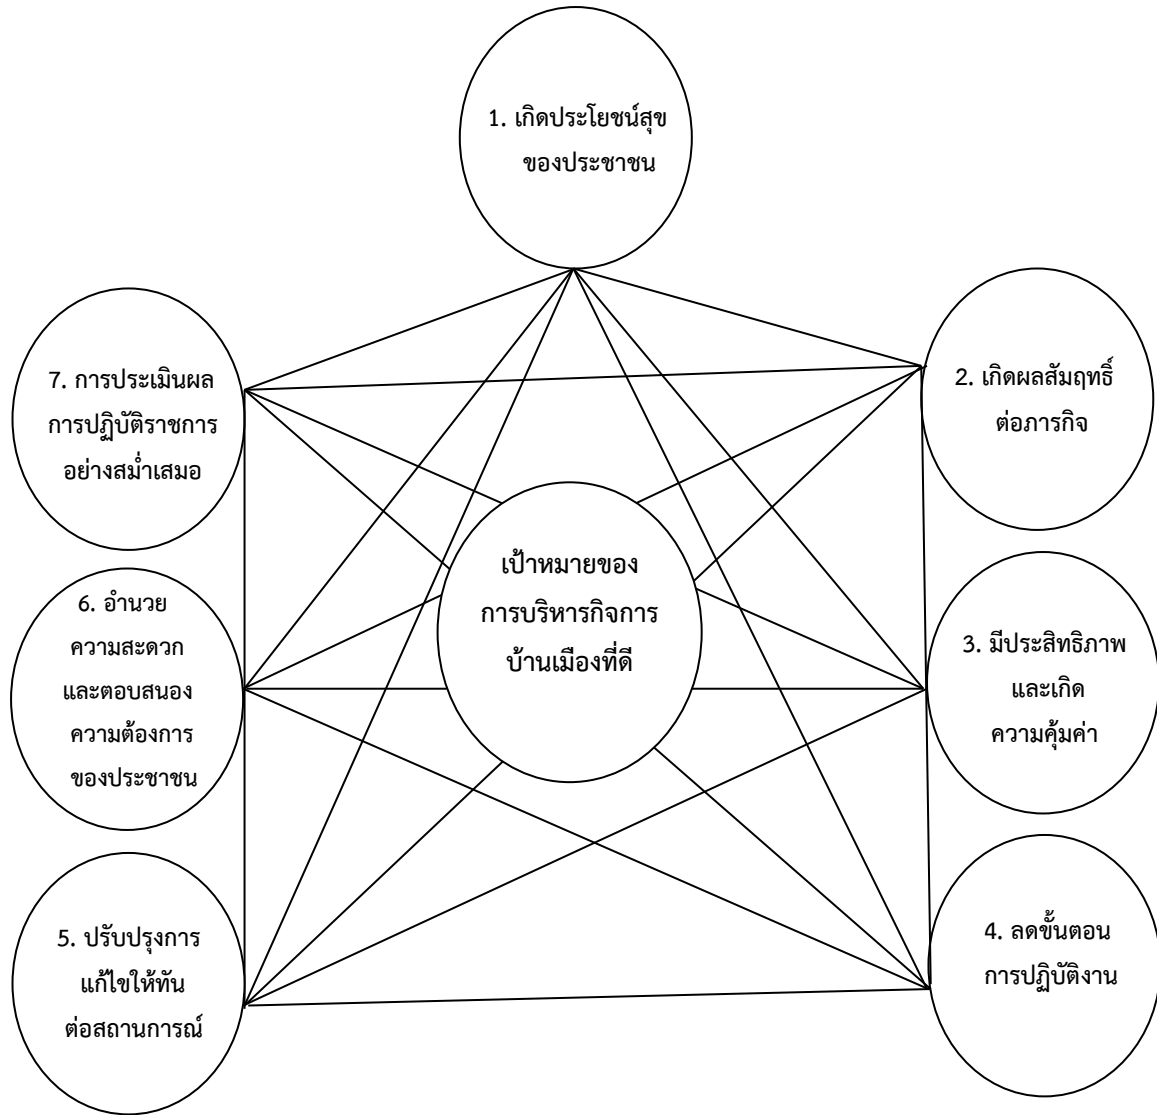 1. เกิดประโยชน์สุข
ของประชาชน
2. เกิดผลสัมฤทธิ์
ต่อภารกิจ
3. มีประสิทธิภาพ
และเกิด
ความคุ้มค่า
4. ลดขั้นตอน
การปฏิบัติงาน
5. ปรับปรุงการ
แก้ไขให้ทัน
ต่อสถานการณ์
6. อำนวย
ความสะดวก
และตอบสนอง
ความต้องการ
ของประชาชน
7. การประเมินผล
การปฏิบัติราชการ
อย่างสม่ำเสมอ
เป้าหมายของ
การบริหารกิจการ
บ้านเมืองที่ดี